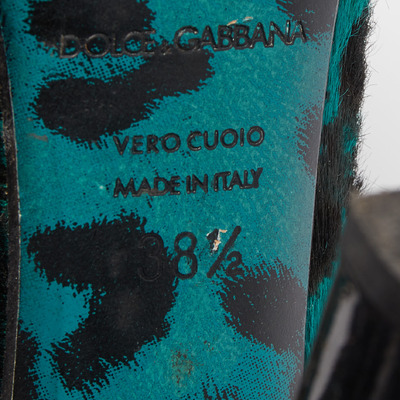 DOLCE & GABBANA
VERO CUOIO
MADE IN ITALY
38½